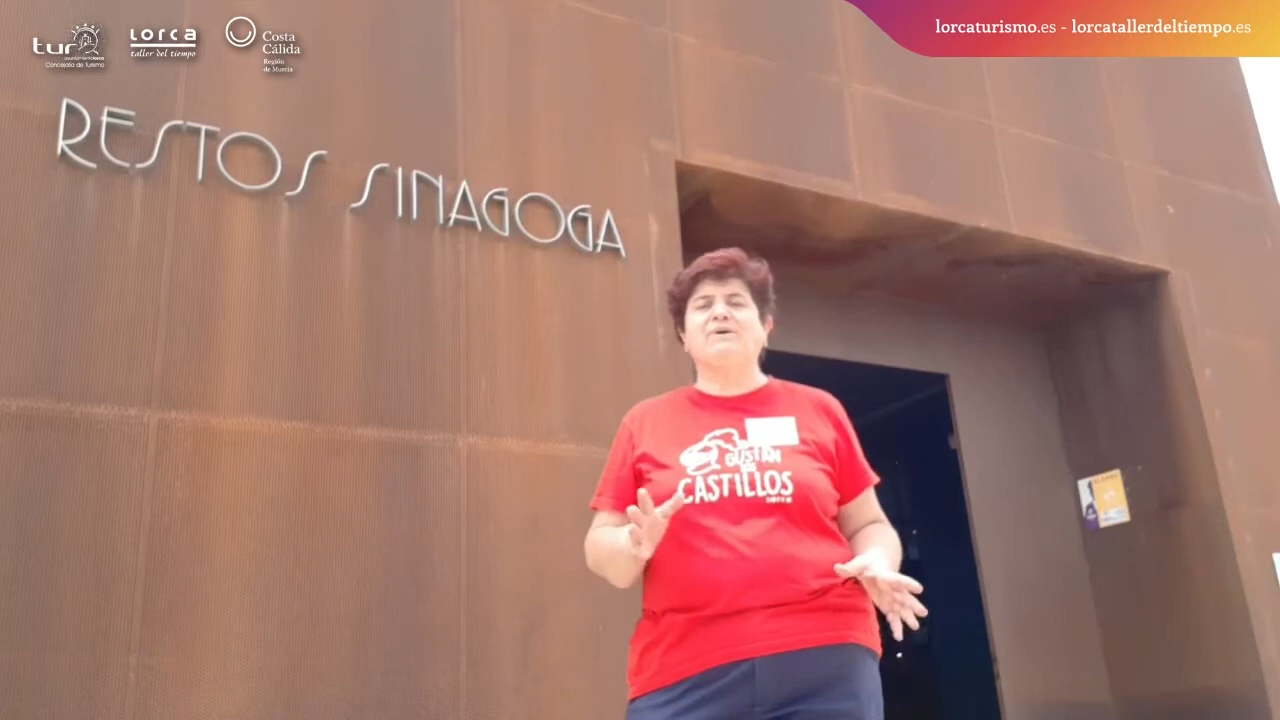 tur
ayuntamientolorca
Concejalía de Turismo
Lorca
taller del tiempo
Costa
Cálida
Región
de Murcia
lorcaturismo.es - lorcatallerdeltiempo.es
RESTOS SINAGOGA
GUSTAN
CASTILLOS